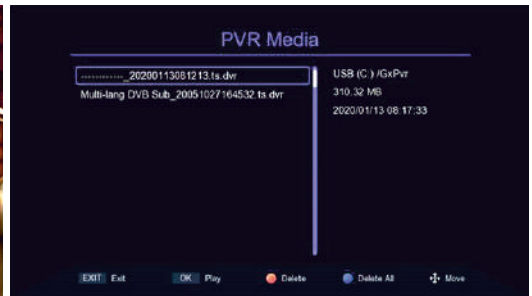 PVR Media
------------_20200113081213.ts.dvr
Multi-lang DVB Sub_20051027164532.ts.dvr
USB (C:) /GxPvr
310.32 MB
2020/01/13 08:17:33
EXIT Exit OK Play Delete Delete All Move